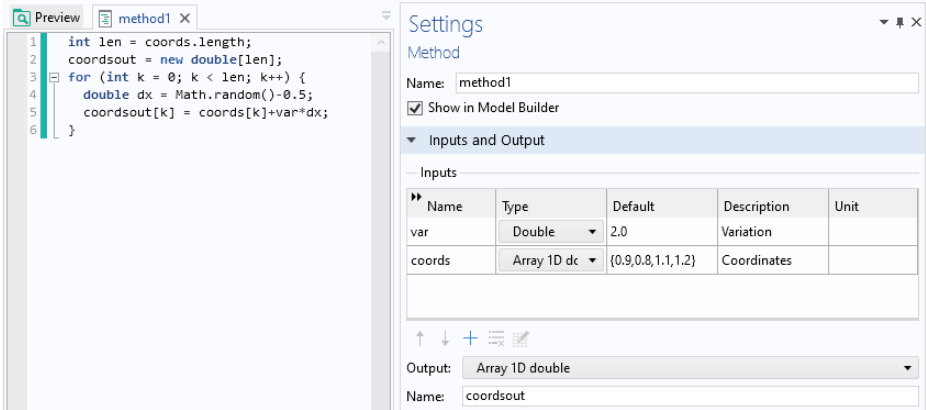 Preview
method1
1 int len = coords.length;
2 coordsout = new double[len];
3 for (int k = 0; k < len; k++) {
4 double dx = Math.random()-0.5;
5 coordsout[k] = coords[k]+var*dx;
6 }
Settings
Method
Name: method1
Show in Model Builder
Inputs and Output
Inputs
Name Type Default Description Unit
var Double 2.0 Variation
coords Array 1D dc {0.9,0.8,1.1,1.2} Coordinates
Output: Array 1D double
Name: coordsout